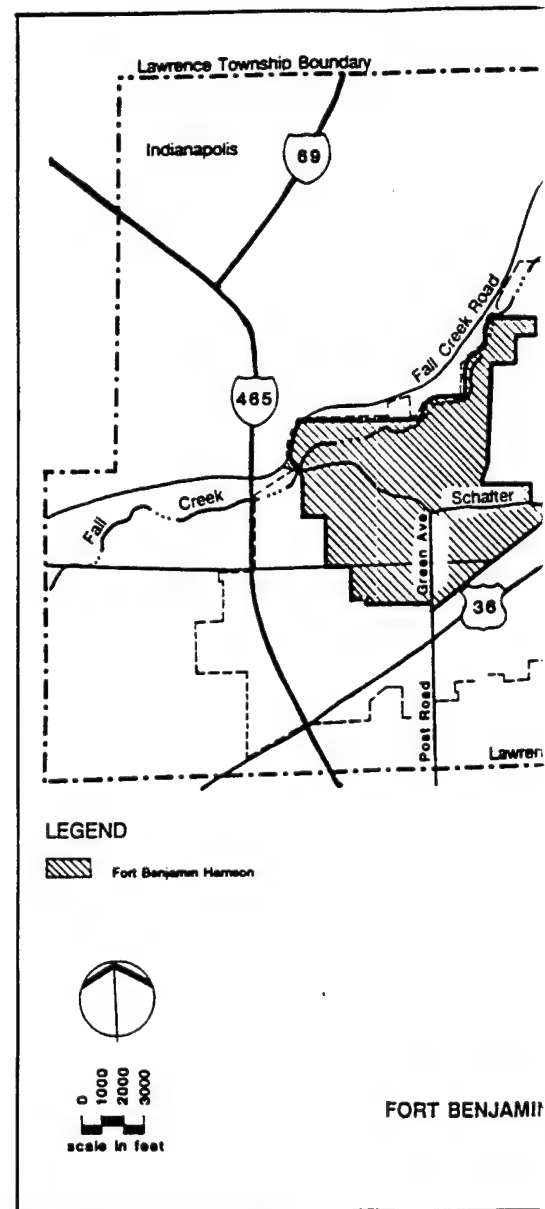 Lawrence Township Boundary
Indianapolis
69
Fall Creek Road
465
Fall Creek
Schafter
Green Ave
36
Post Road
Lawren
LEGEND
Fort Benjamin Harrison
0 1000 2000 3000
scale in feet
FORT BENJAMIN